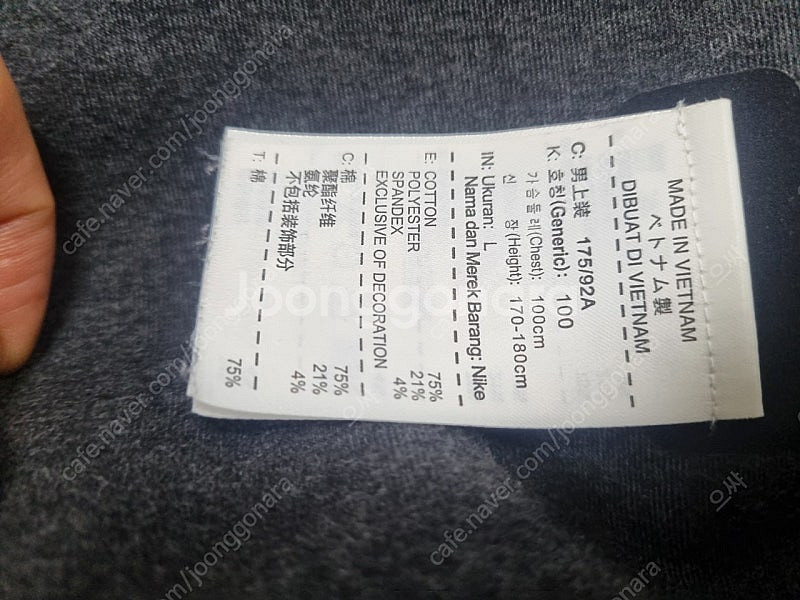 MADE IN VIETNAM
ベトナム製
DIBUAT DI VIETNAM
C: 男上装 175/92A
K: 호칭(Generic): 100
가슴둘레(Chest): 100cm
신 장(Height): 170-180cm
IN: Ukuran: L
Nama dan Merek Barang: Nike
E: COTTON 75%
POLYESTER 21%
SPANDEX 4%
EXCLUSIVE OF DECORATION
C: 棉 75%
聚酯纤维 21%
氨纶 4%
不包括装饰部分
T: 棉 75%
Joonggonara
cafe.naver.com/joonggonara
으싸